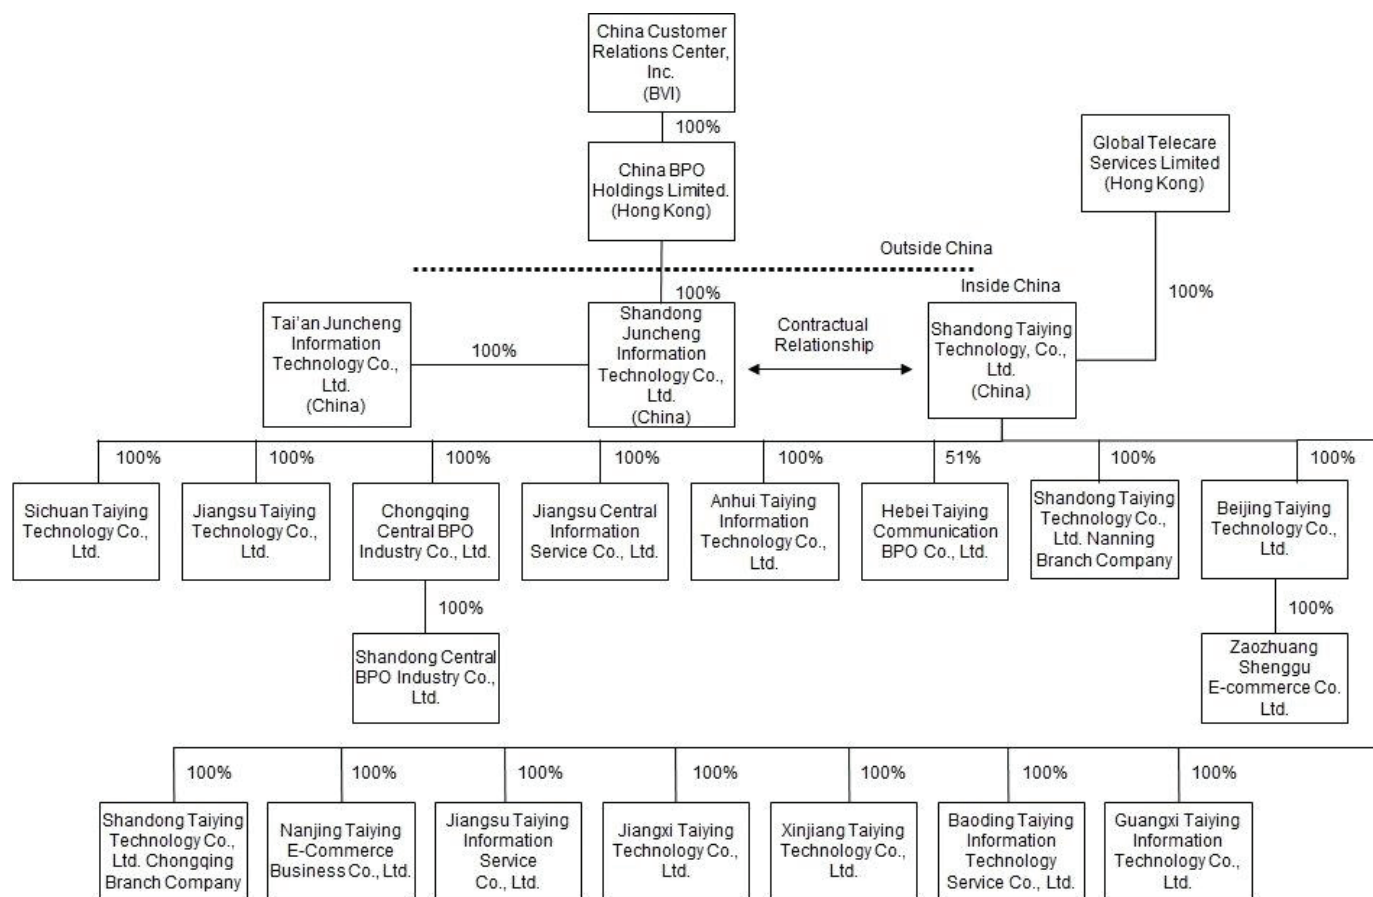 China Customer
Relations Center,
Inc.
(BVI)
100%
China BPO
Holdings Limited.
(Hong Kong)
Global Telecare
Services Limited
(Hong Kong)
Outside China
Inside China
100%
100%
Tai'an Juncheng
Information
Technology Co.,
Ltd.
(China)
100%
Shandong
Juncheng
Information
Technology Co.,
Ltd.
(China)
Contractual
Relationship
Shandong Taiying
Technology, Co.,
Ltd.
(China)
100%
100%
100%
100%
100%
51%
100%
100%
Sichuan Taiying
Technology Co.,
Ltd.
Jiangsu Taiying
Technology Co.,
Ltd.
Chongqing
Central BPO
Industry Co., Ltd.
Jiangsu Central
Information
Service Co., Ltd.
Anhui Taiying
Information
Technology Co.,
Ltd.
Hebei Taiying
Communication
BPO Co., Ltd.
Shandong Taiying
Technology Co.,
Ltd. Nanning
Branch Company
Beijing Taiying
Technology Co.,
Ltd.
100%
100%
Shandong Central
BPO Industry Co.,
Ltd.
Zaozhuang
Shenggu
E-commerce Co.
Ltd.
100%
100%
100%
100%
100%
100%
100%
Shandong Taiying
Technology Co.,
Ltd. Chongqing
Branch Company
Nanjing Taiying
E-Commerce
Business Co., Ltd.
Jiangsu Taiying
Information
Service
Co., Ltd.
Jiangxi Taiying
Technology Co.,
Ltd.
Xinjiang Taiying
Technology Co.,
Ltd.
Baoding Taiying
Information
Technology
Service Co., Ltd.
Guangxi Taiying
Information
Technology Co.,
Ltd.